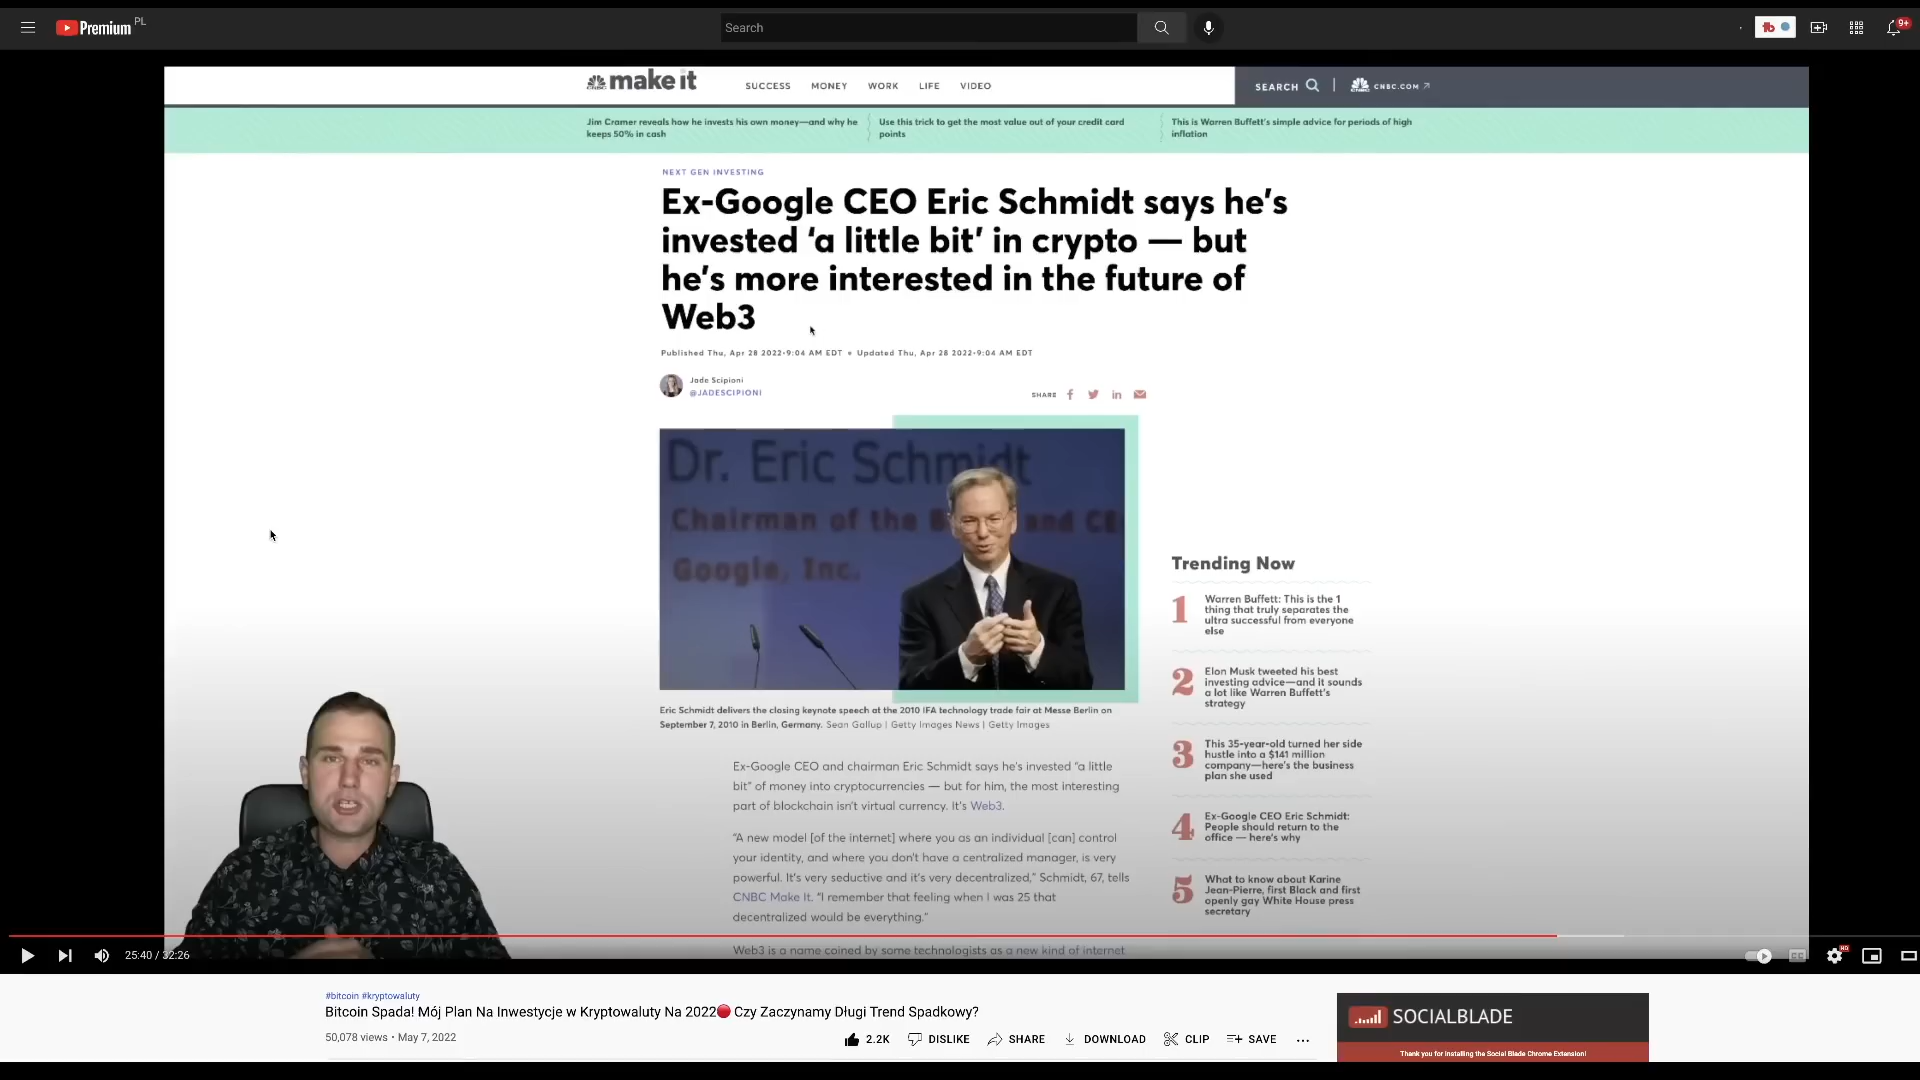 Premium PL
Search
9+
CNBC make it
SUCCESS MONEY WORK LIFE VIDEO
SEARCH
CNBC.COM
Jim Cramer reveals how he invests his own money—and why he
keeps 50% in cash
Use this trick to get the most value out of your credit card
points
This is Warren Buffett's simple advice for periods of high
inflation
NEXT GEN INVESTING
Ex-Google CEO Eric Schmidt says he's
invested 'a little bit' in crypto — but
he's more interested in the future of
Web3
Published Thu, Apr 28 2022•9:04 AM EDT • Updated Thu, Apr 28 2022•9:04 AM EDT
Jade Scipioni
@JADESCIPIONI
SHARE
Dr. Eric Schmidt
Chairman of the B and CE
Google, Inc.
Eric Schmidt delivers the closing keynote speech at the 2010 IFA technology trade fair at Messe Berlin on
September 7, 2010 in Berlin, Germany. Sean Gallup | Getty Images News | Getty Images
Ex-Google CEO and chairman Eric Schmidt says he's invested "a little
bit" of money into cryptocurrencies — but for him, the most interesting
part of blockchain isn't virtual currency. It's Web3.
"A new model [of the internet] where you as an individual [can] control
your identity, and where you don't have a centralized manager, is very
powerful. It's very seductive and it's very decentralized," Schmidt, 67, tells
CNBC Make It. "I remember that feeling when I was 25 that
decentralized would be everything."
Web3 is a name coined by some technologists as a new kind of internet
Trending Now
1
Warren Buffett: This is the 1
thing that truly separates the
ultra successful from everyone
else
2
Elon Musk tweeted his best
investing advice—and it sounds
a lot like Warren Buffett's
strategy
3
This 35-year-old turned her side
hustle into a $141 million
company—here's the business
plan she used
4
Ex-Google CEO Eric Schmidt:
People should return to the
office — here's why
5
What to know about Karine
Jean-Pierre, first Black and first
openly gay White House press
secretary
25:40 / 32:26
CC
HD
#bitcoin #kryptowaluty
Bitcoin Spada! Mój Plan Na Inwestycje w Kryptowaluty Na 2022🔴 Czy Zaczynamy Długi Trend Spadkowy?
50,078 views • May 7, 2022
2.2K DISLIKE SHARE DOWNLOAD CLIP SAVE ...
SOCIALBLADE
Thank you for installing the Social Blade Chrome Extension!